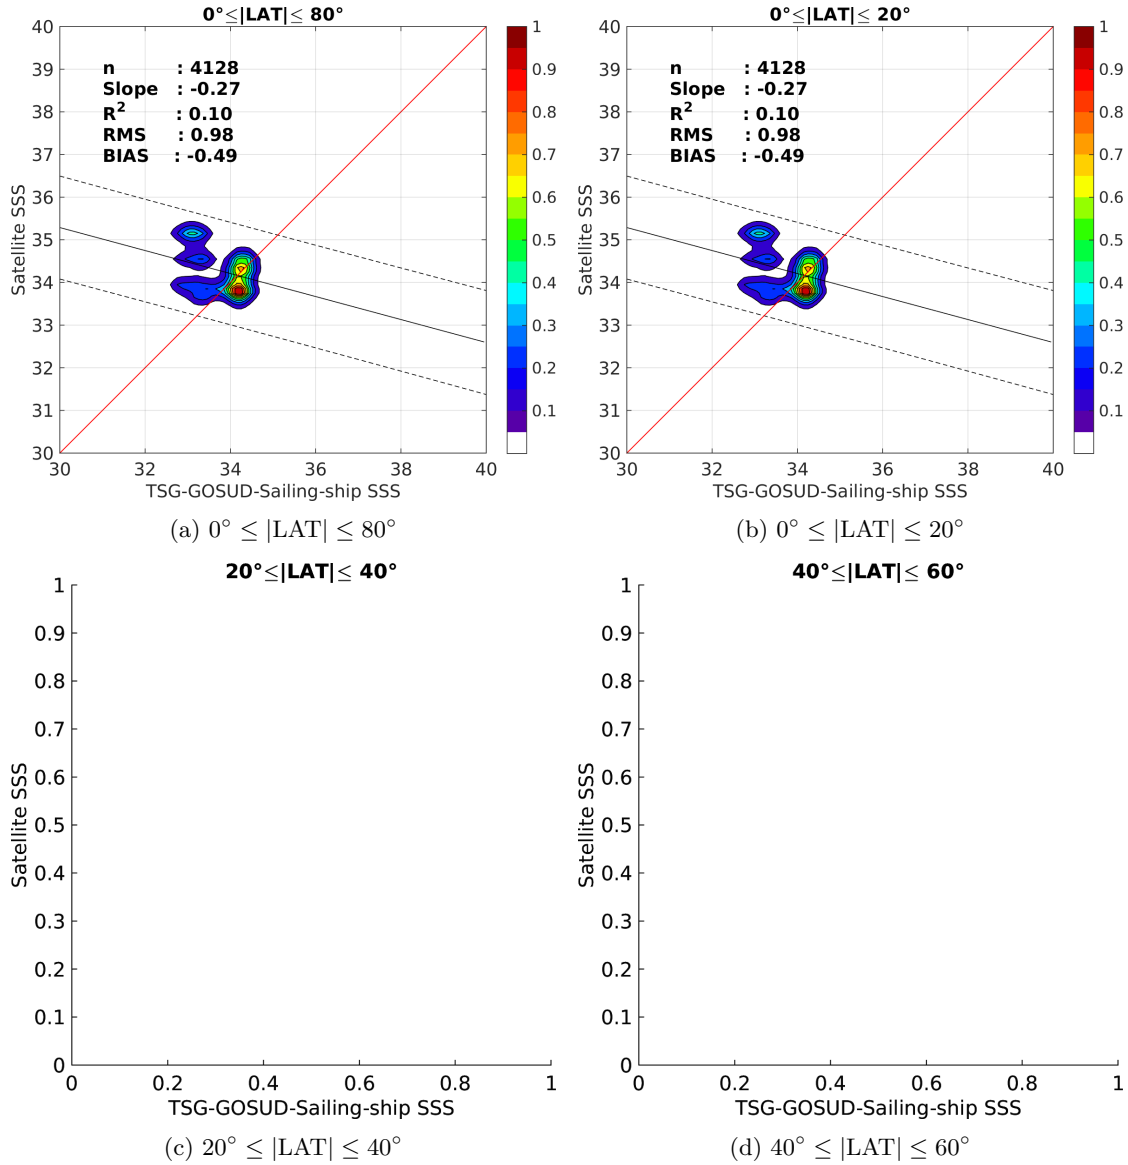 0°≤|LAT|≤ 80°
40
39
38
37
36
35
34
33
32
31
30
n : 4128
Slope : -0.27
R² : 0.10
RMS : 0.98
BIAS : -0.49
Satellite SSS
30 32 34 36 38 40
TSG-GOSUD-Sailing-ship SSS
1
0.9
0.8
0.7
0.6
0.5
0.4
0.3
0.2
0.1
(a) 0° ≤ |LAT| ≤ 80°
0°≤|LAT|≤ 20°
40
39
38
37
36
35
34
33
32
31
30
n : 4128
Slope : -0.27
R² : 0.10
RMS : 0.98
BIAS : -0.49
Satellite SSS
30 32 34 36 38 40
TSG-GOSUD-Sailing-ship SSS
1
0.9
0.8
0.7
0.6
0.5
0.4
0.3
0.2
0.1
(b) 0° ≤ |LAT| ≤ 20°
20°≤|LAT|≤ 40°
1
0.9
0.8
0.7
0.6
0.5
0.4
0.3
0.2
0.1
0
Satellite SSS
0 0.2 0.4 0.6 0.8 1
TSG-GOSUD-Sailing-ship SSS
(c) 20° ≤ |LAT| ≤ 40°
40°≤|LAT|≤ 60°
1
0.9
0.8
0.7
0.6
0.5
0.4
0.3
0.2
0.1
0
Satellite SSS
0 0.2 0.4 0.6 0.8 1
TSG-GOSUD-Sailing-ship SSS
(d) 40° ≤ |LAT| ≤ 60°